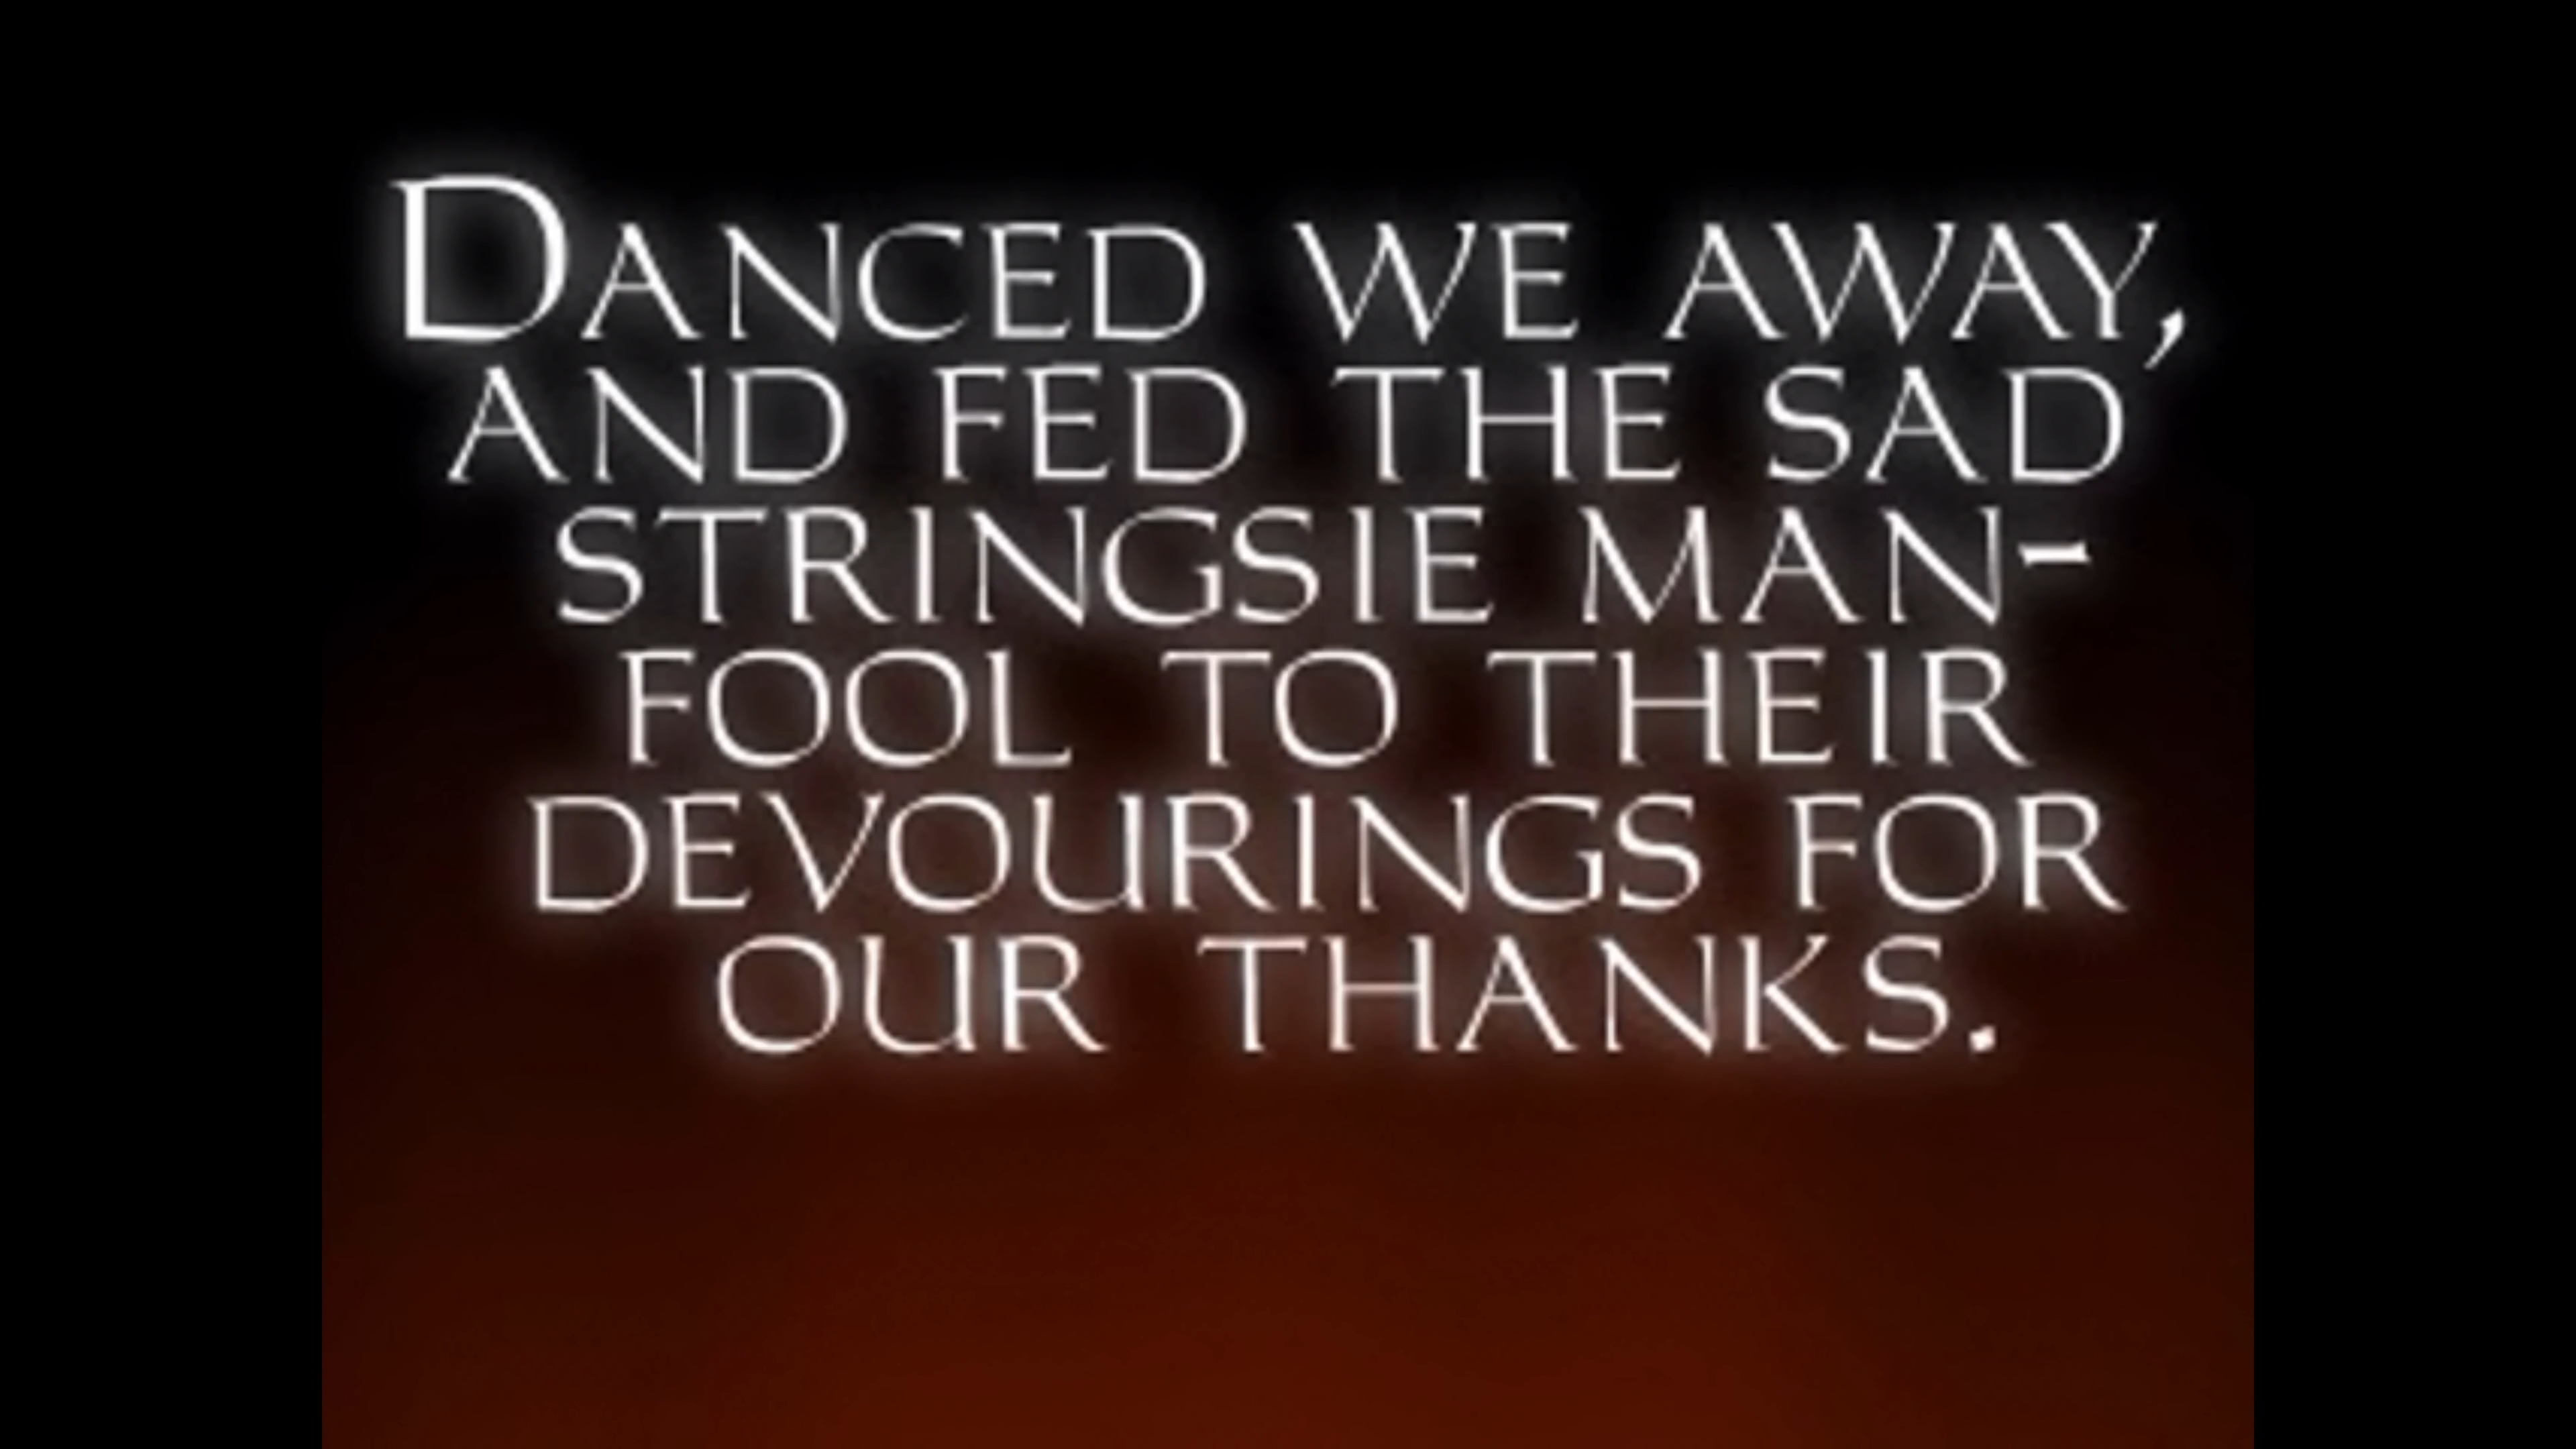 Danced we away,
and fed the sad
stringsie man-
fool to their
devourings for
our thanks.